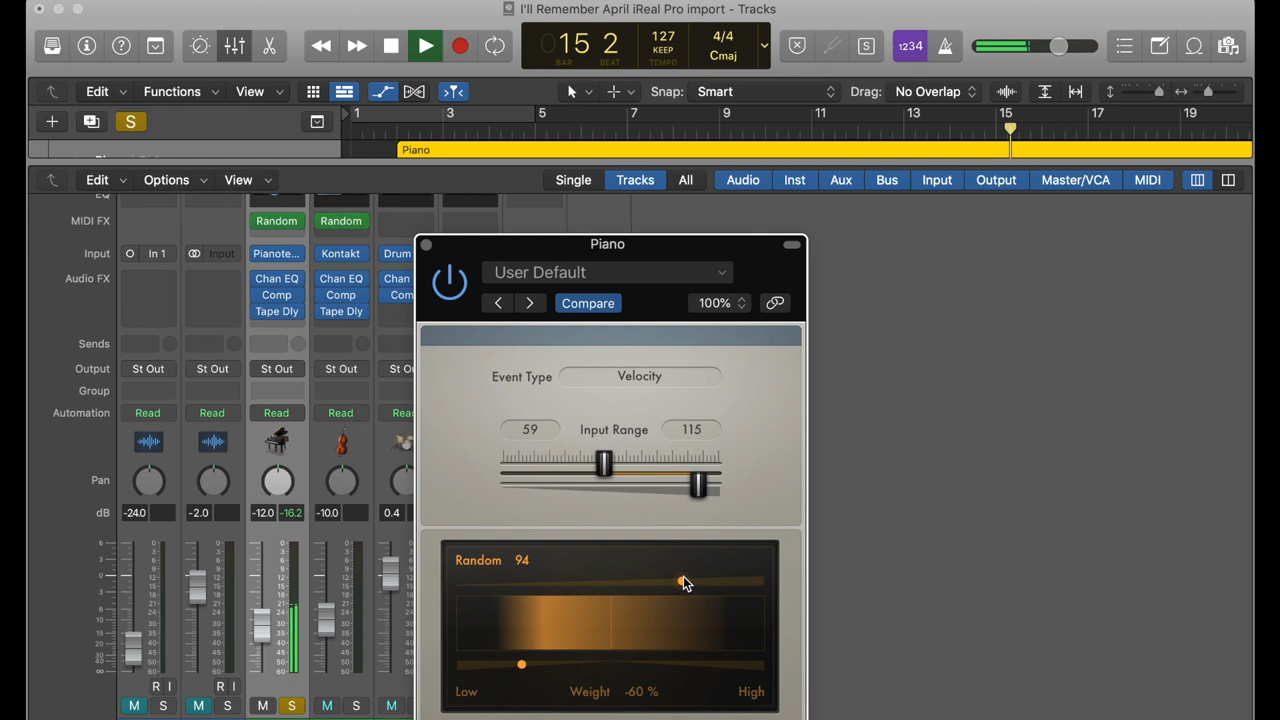 I'll Remember April iReal Pro import - Tracks
015 2
BAR BEAT
127
KEEP
TEMPO
4/4
Cmaj
S
1234
Edit Functions View
Snap: Smart
Drag: No Overlap
S
1 3 5 7 9 11 13 15 17 19
Piano
Edit Options View
Single Tracks All
Audio Inst Aux Bus Input Output Master/VCA MIDI
EQ
MIDI FX Random Random
Input In 1 Input Pianote... Kontakt Drum
Audio FX Chan EQ Chan EQ Chan
Comp Comp Com
Tape Dly Tape Dly
Sends
Output St Out St Out St Out St Out St O
Group
Automation Read Read Read Read Read
Pan
dB -24.0 -2.0 -12.0 -16.2 -10.0 0.4
R I R I
M S M S M S M S M
Piano
User Default
Compare 100%
Event Type Velocity
59 Input Range 115
Random 94
Low Weight -60 % High